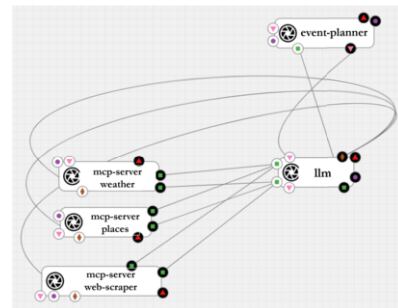 event-planner
llm
mcp-server
weather
mcp-server
places
mcp-server
web-scraper